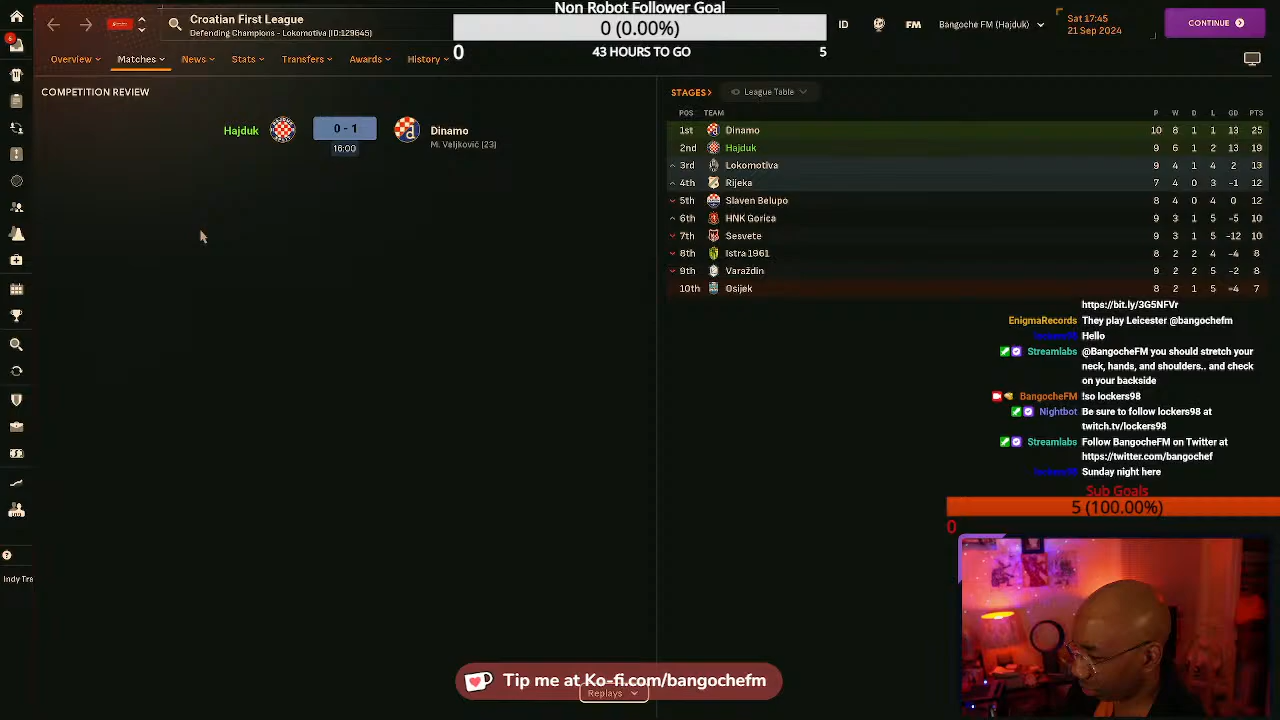 Non Robot Follower Goal
0 (0.00%)
0
43 HOURS TO GO
5
6
Croatian First League
Defending Champions - Lokomotiva (ID:129645)
ID
FM
Bangoche FM (Hajduk)
Sat 17:45
21 Sep 2024
CONTINUE
Overview
Matches
News
Stats
Transfers
Awards
History
COMPETITION REVIEW
Hajduk
0 - 1
16:00
Dinamo
M. Valjković (23)
STAGES>
League Table
POS TEAM P W D L GD PTS
1st Dinamo 10 8 1 1 13 25
2nd Hajduk 9 6 1 2 13 19
3rd Lokomotiva 9 4 1 4 2 13
4th Rijeka 7 4 0 3 -1 12
5th Slaven Belupo 8 4 0 4 0 12
6th HNK Gorica 9 3 1 5 -5 10
7th Sesvete 9 3 1 5 -12 10
8th Istra 1961 8 2 2 4 -4 8
9th Varaždin 9 2 2 5 -2 8
10th Osijek 8 2 1 5 -4 7
https://bit.ly/3G5NFVr
EnigmaRecords They play Leicester @bangochefm
lockers98 Hello
Streamlabs @BangocheFM you should stretch your
neck, hands, and shoulders.. and check
on your backside
BangocheFM !so lockers98
Nightbot Be sure to follow lockers98 at
twitch.tv/lockers98
Streamlabs Follow BangocheFM on Twitter at
https://twitter.com/bangochef
lockers98 Sunday night here
Sub Goals
5 (100.00%)
0
Indy Tre
Tip me at Ko-fi.com/bangochefm
Replays